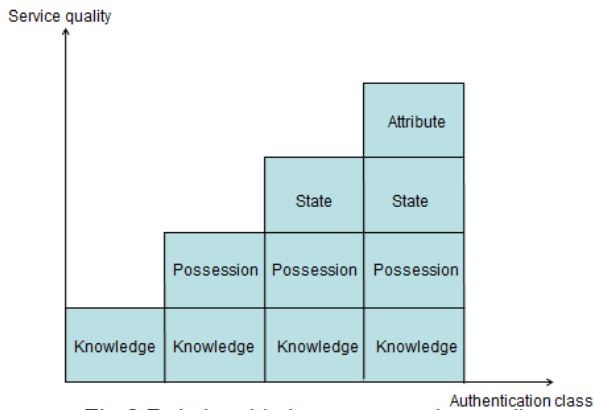 Service quality
Attribute
State State
Possession Possession Possession
Knowledge Knowledge Knowledge Knowledge
Authentication class